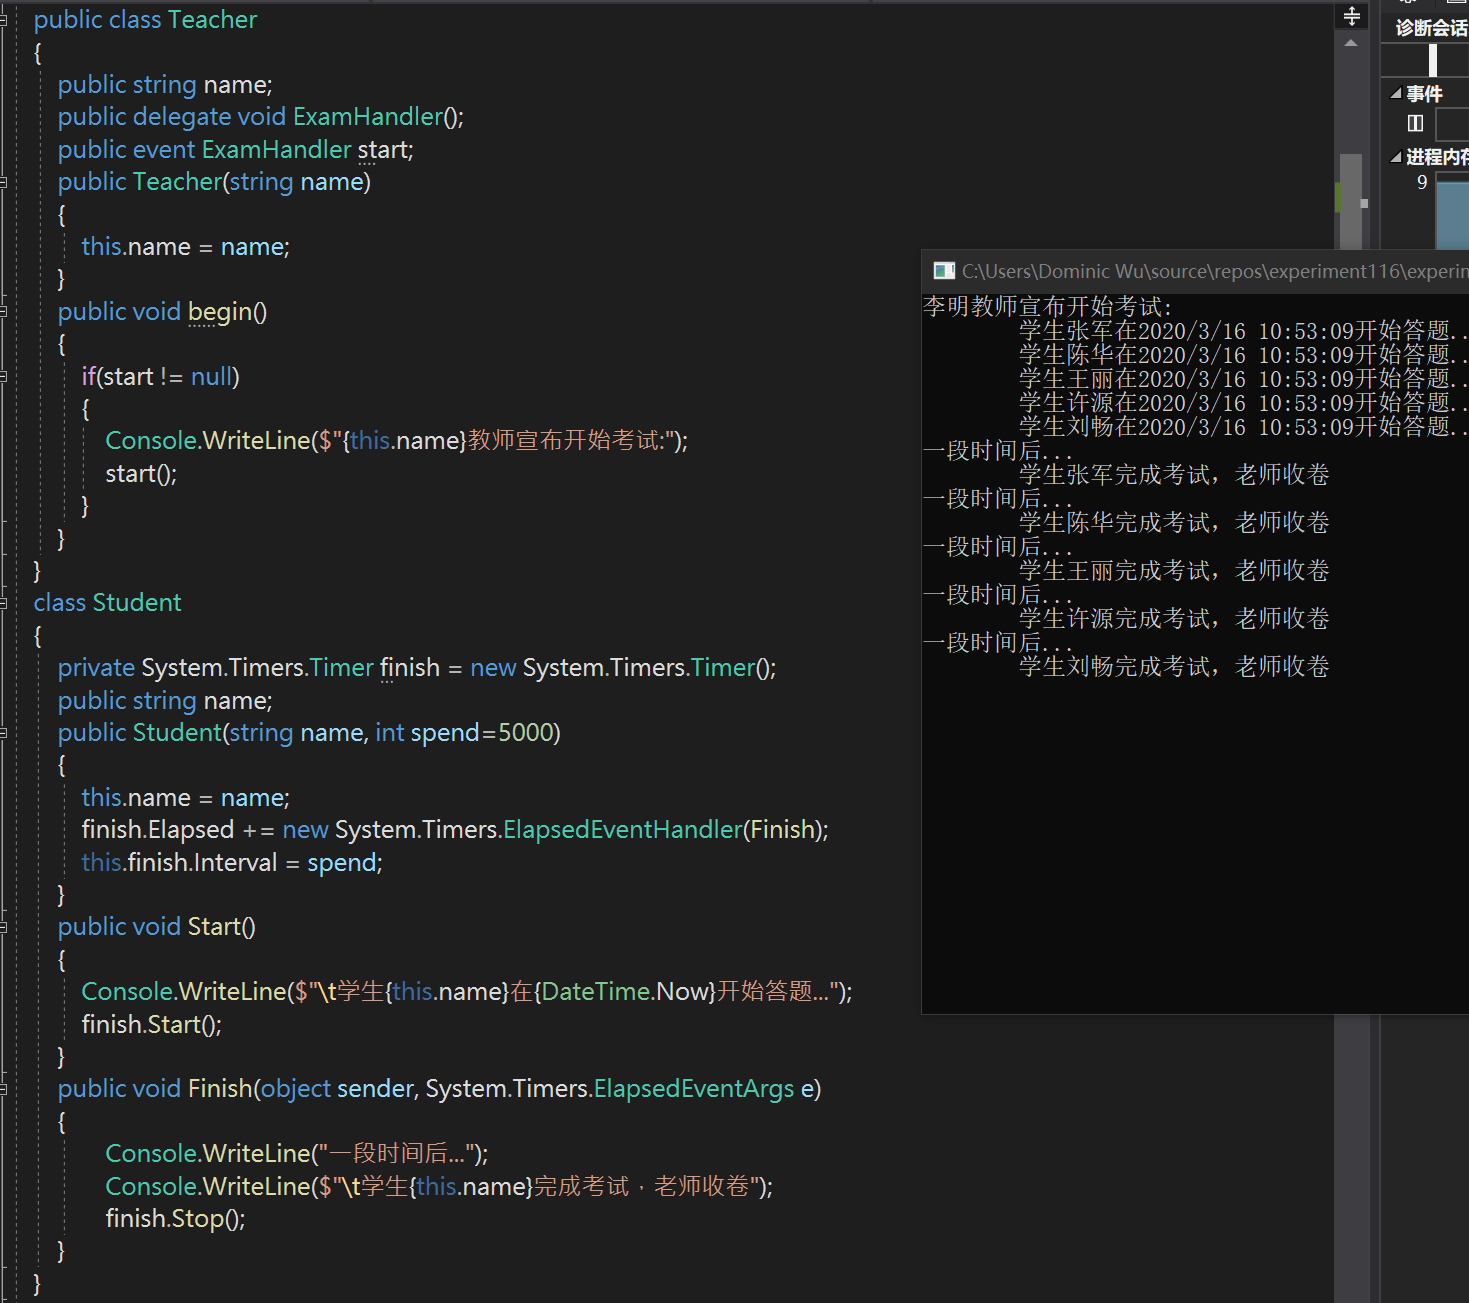 public class Teacher
{
public string name;
public delegate void ExamHandler();
public event ExamHandler start;
public Teacher(string name)
{
this.name = name;
}
public void begin()
{
if(start != null)
{
Console.WriteLine($"{this.name}教师宣布开始考试:");
start();
}
}
}
class Student
{
private System.Timers.Timer finish = new System.Timers.Timer();
public string name;
public Student(string name, int spend=5000)
{
this.name = name;
finish.Elapsed += new System.Timers.ElapsedEventHandler(Finish);
this.finish.Interval = spend;
}
public void Start()
{
Console.WriteLine($"\t学生{this.name}在{DateTime.Now}开始答题...");
finish.Start();
}
public void Finish(object sender, System.Timers.ElapsedEventArgs e)
{
Console.WriteLine("一段时间后...");
Console.WriteLine($"\t学生{this.name}完成考试，老师收卷");
finish.Stop();
}
}
诊断会话
事件
进程内存
9
C:\Users\Dominic Wu\source\repos\experiment116\experim
李明教师宣布开始考试:
学生张军在2020/3/16 10:53:09开始答题..
学生陈华在2020/3/16 10:53:09开始答题..
学生王丽在2020/3/16 10:53:09开始答题..
学生许源在2020/3/16 10:53:09开始答题..
学生刘畅在2020/3/16 10:53:09开始答题..
一段时间后...
学生张军完成考试，老师收卷
一段时间后...
学生陈华完成考试，老师收卷
一段时间后...
学生王丽完成考试，老师收卷
一段时间后...
学生许源完成考试，老师收卷
一段时间后...
学生刘畅完成考试，老师收卷